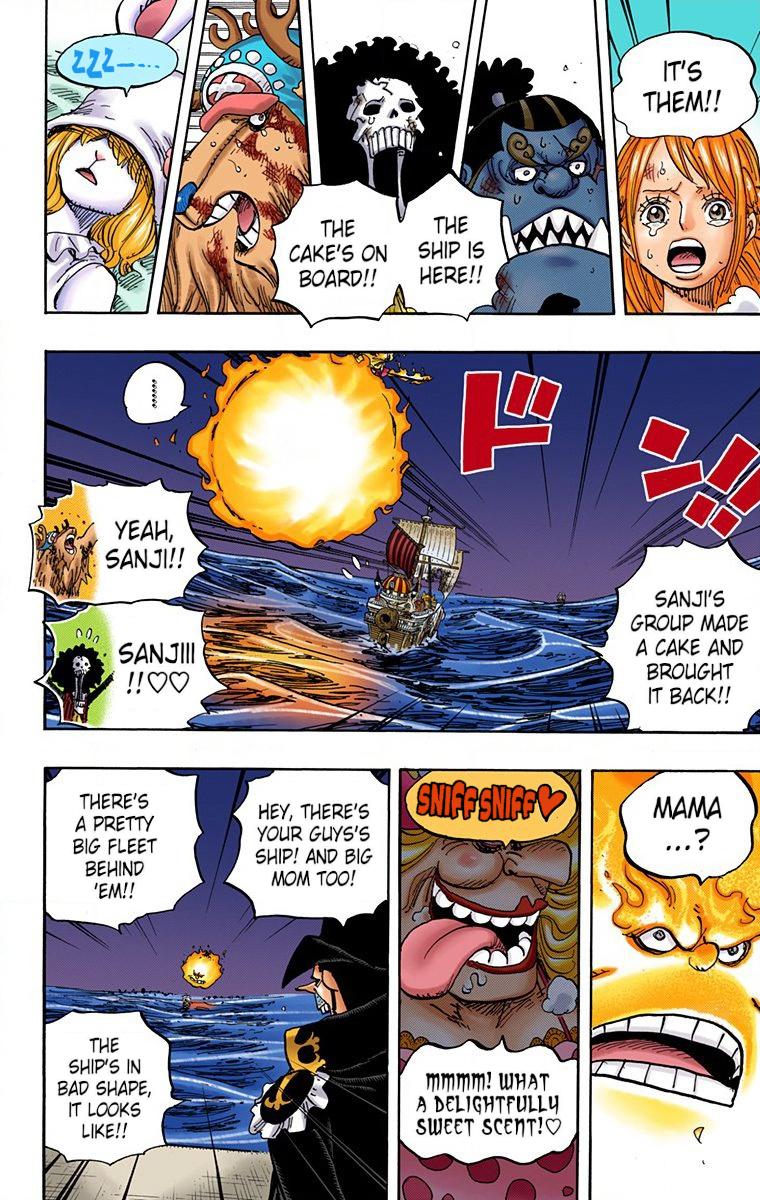 IT'S
THEM!!
THE
SHIP IS
HERE!!
THE
CAKE'S ON
BOARD!!
ZZZ—...
ドン!!
SANJI'S
GROUP MADE
A CAKE AND
BROUGHT
IT BACK!!
YEAH,
SANJI!!
SANJIII
!!♡♡
MAMA
...?
SNIFF SNIFF♥
MMMM! WHAT
A DELIGHTFULLY
SWEET SCENT!♡
HEY, THERE'S
YOUR GUYS'S
SHIP! AND BIG
MOM TOO!
THERE'S
A PRETTY
BIG FLEET
BEHIND
'EM!!
THE
SHIP'S IN
BAD SHAPE,
IT LOOKS
LIKE!!